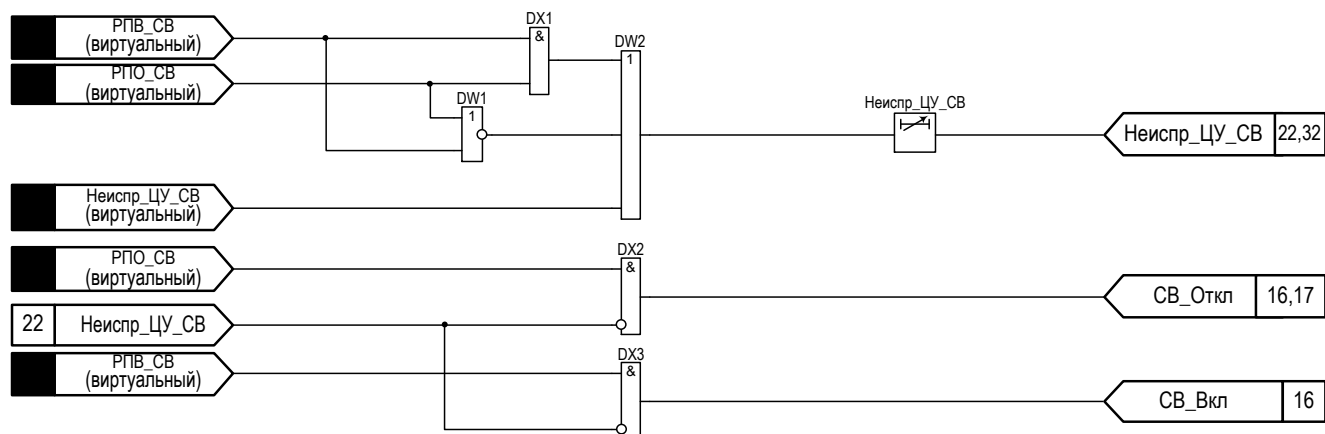 РПВ_СВ
(виртуальный)
DX1
&
DW2
1
РПО_СВ
(виртуальный)
DW1
1
Неиспр_ЦУ_СВ
Неиспр_ЦУ_СВ 22,32
Неиспр_ЦУ_СВ
(виртуальный)
РПО_СВ
(виртуальный)
DX2
&
СВ_Откл 16,17
22 Неиспр_ЦУ_СВ
РПВ_СВ
(виртуальный)
DX3
&
СВ_Вкл 16